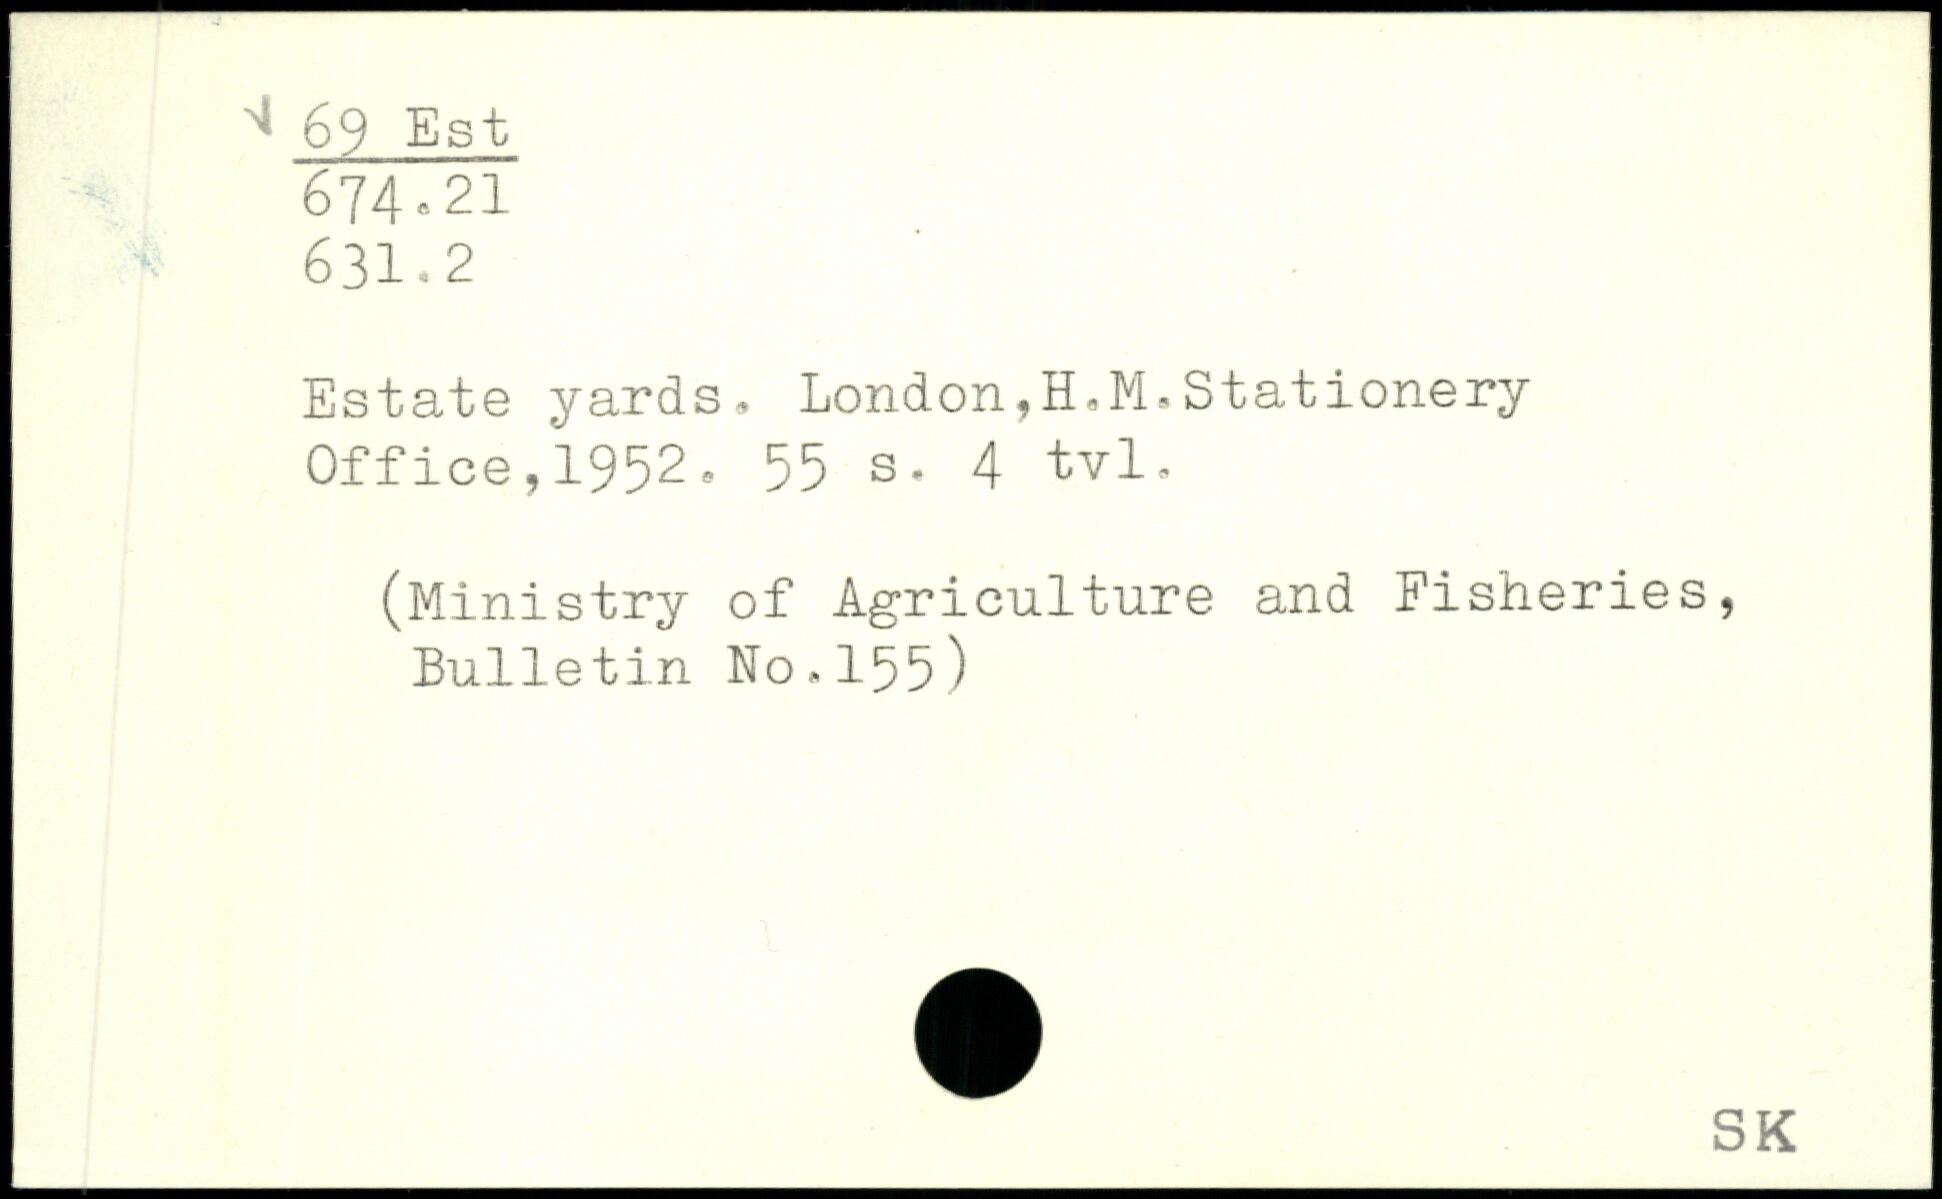 69 Est
674.21
631.2
Estate yards. London,H.M.Stationery
Office,1952. 55 s. 4 tvl.
(Ministry of Agriculture and Fisheries,
Bulletin No.155)
SK